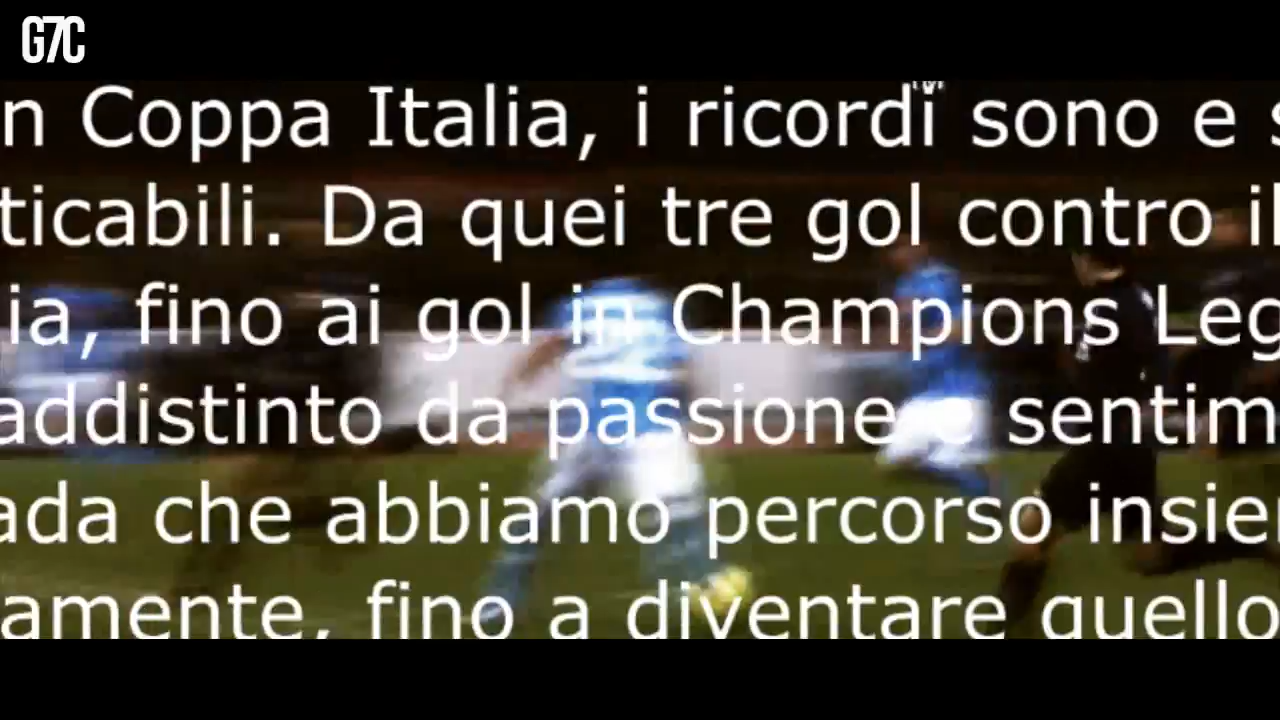 G7C
n Coppa Italia, i ricordi sono e s
ticabili. Da quei tre gol contro il
ia, fino ai gol in Champions Leg
addistinto da passione e sentim
ada che abbiamo percorso insie
amente, fino a diventare quello